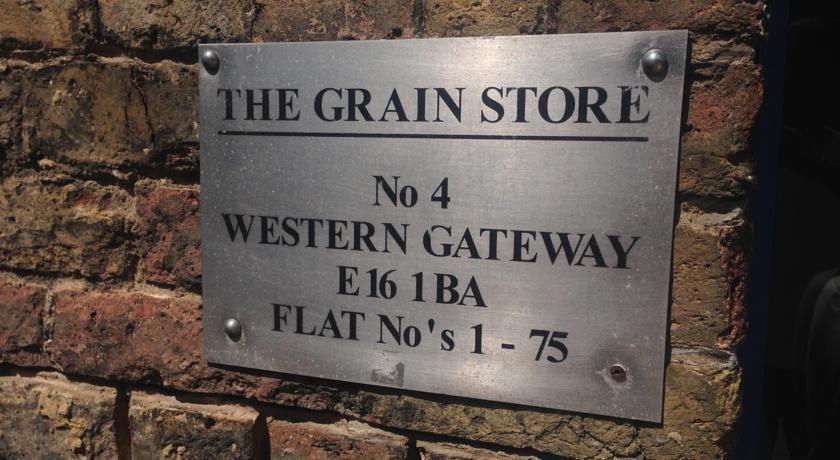 THE GRAIN STORE
No 4
WESTERN GATEWAY
E16 1BA
FLAT No's 1 - 75